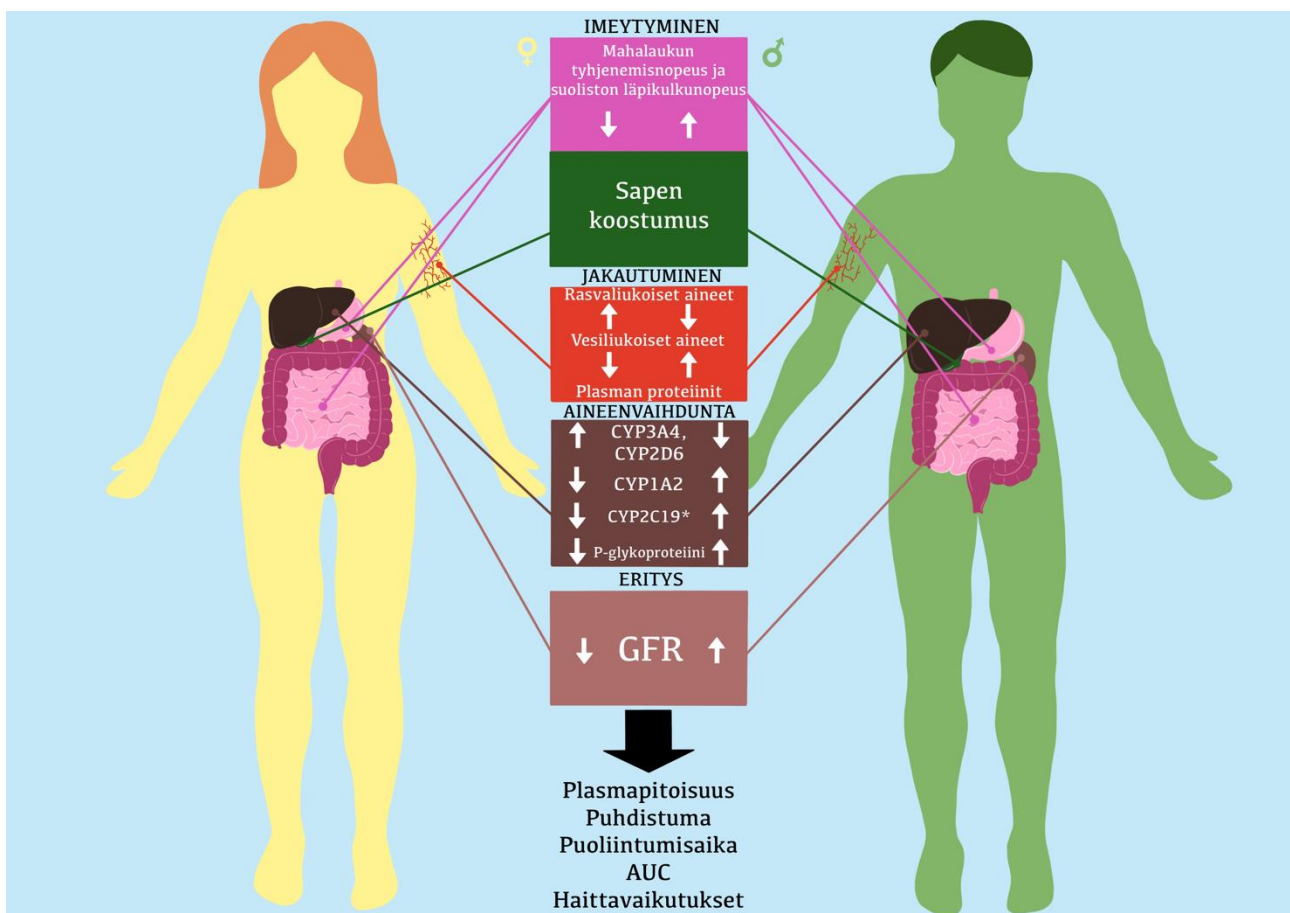 IMEYTYMINEN
♀
♂
Mahalaukun
tyhjenemisnopeus ja
suoliston läpikulkunopeus
↓ ↑
Sapen
koostumus
JAKAUTUMINEN
Rasvaliukoiset aineet
↑ ↓
Vesiliukoiset aineet
↓ ↑
Plasman proteiinit
AINEENVAIHDUNTA
↑ CYP3A4, ↓
CYP2D6
↓ CYP1A2 ↑
↓ CYP2C19* ↑
↓ P-glykoproteiini ↑
ERITYS
↓ GFR ↑
Plasmapitoisuus
Puhdistuma
Puoliintumisaika
AUC
Haittavaikutukset